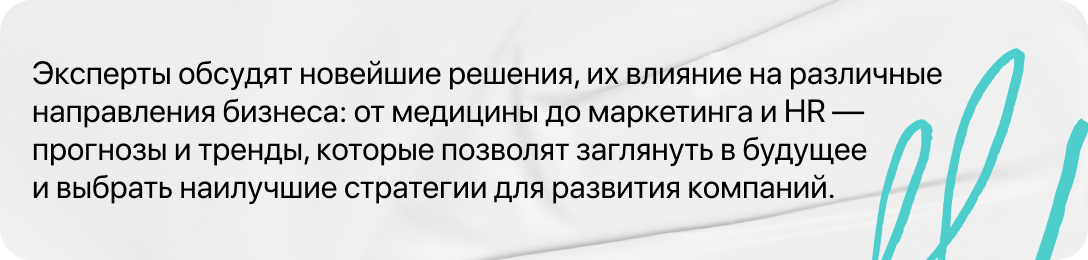 Эксперты обсудят новейшие решения, их влияние на различные
направления бизнеса: от медицины до маркетинга и HR —
прогнозы и тренды, которые позволят заглянуть в будущее
и выбрать наилучшие стратегии для развития компаний.